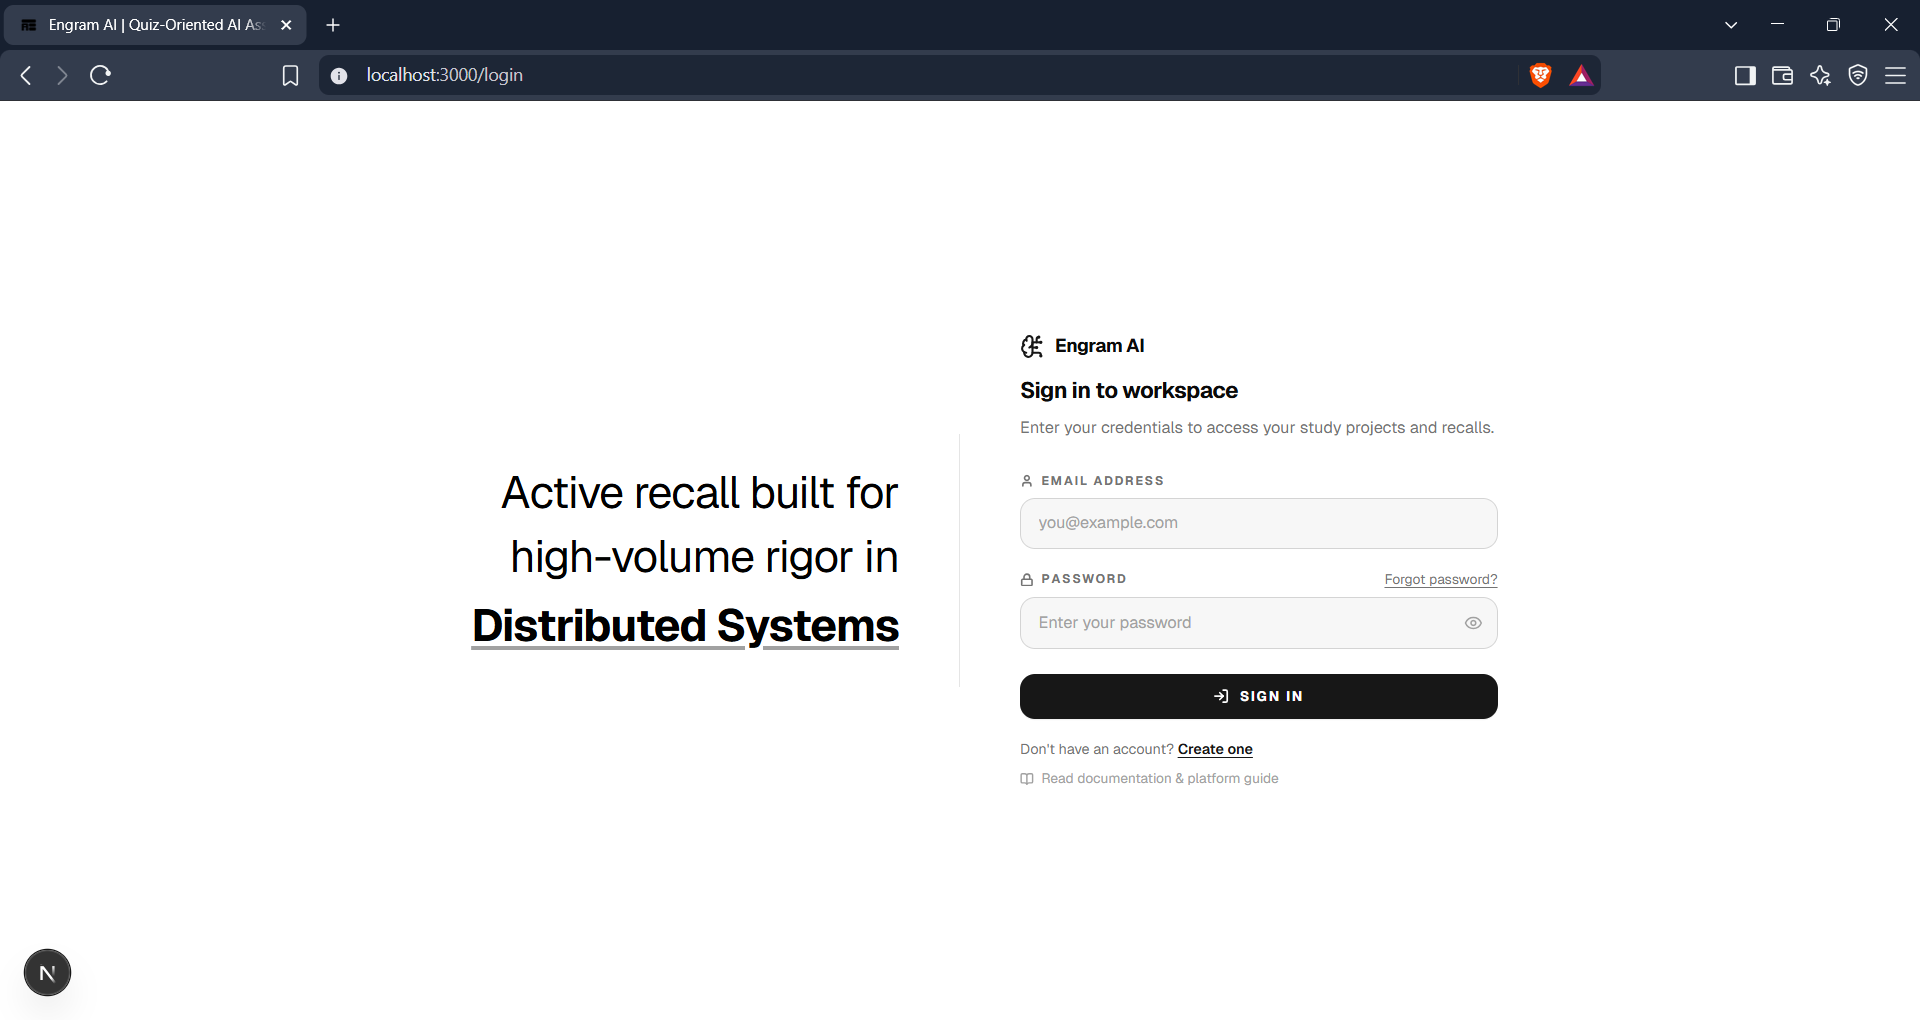 Engram AI | Quiz-Oriented AI As
localhost:3000/login
Active recall built for
high-volume rigor in
Distributed Systems
Engram AI
Sign in to workspace
Enter your credentials to access your study projects and recalls.
EMAIL ADDRESS
you@example.com
PASSWORD
Forgot password?
Enter your password
SIGN IN
Don't have an account? Create one
Read documentation & platform guide
N